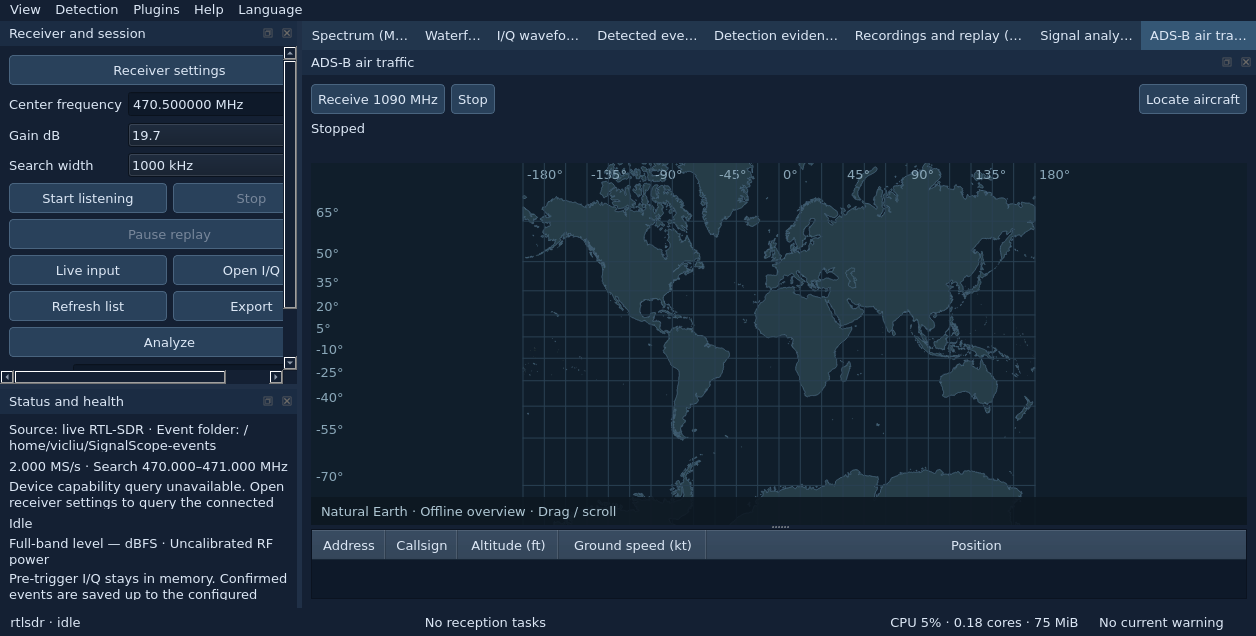 View Detection Plugins Help Language
Receiver and session
Receiver settings
Center frequency 470.500000 MHz
Gain dB 19.7
Search width 1000 kHz
Start listening Stop
Pause replay
Live input Open I/Q
Refresh list Export
Analyze
Status and health
Source: live RTL-SDR · Event folder: /
home/vicliu/SignalScope-events
2.000 MS/s · Search 470.000–471.000 MHz
Device capability query unavailable. Open
receiver settings to query the connected
Idle
Full-band level — dBFS · Uncalibrated RF
power
Pre-trigger I/Q stays in memory. Confirmed
events are saved up to the configured
Spectrum (M... Waterf... I/Q wavefo... Detected eve... Detection eviden... Recordings and replay (... Signal analy... ADS-B air tra...
ADS-B air traffic
Receive 1090 MHz Stop Locate aircraft
Stopped
-180° -135° -90° -45° 0° 45° 90° 135° 180°
65°
50°
35°
20°
5°
-10°
-25°
-40°
-55°
-70°
Natural Earth · Offline overview · Drag / scroll
Address Callsign Altitude (ft) Ground speed (kt) Position
rtlsdr · idle No reception tasks CPU 5% · 0.18 cores · 75 MiB No current warning